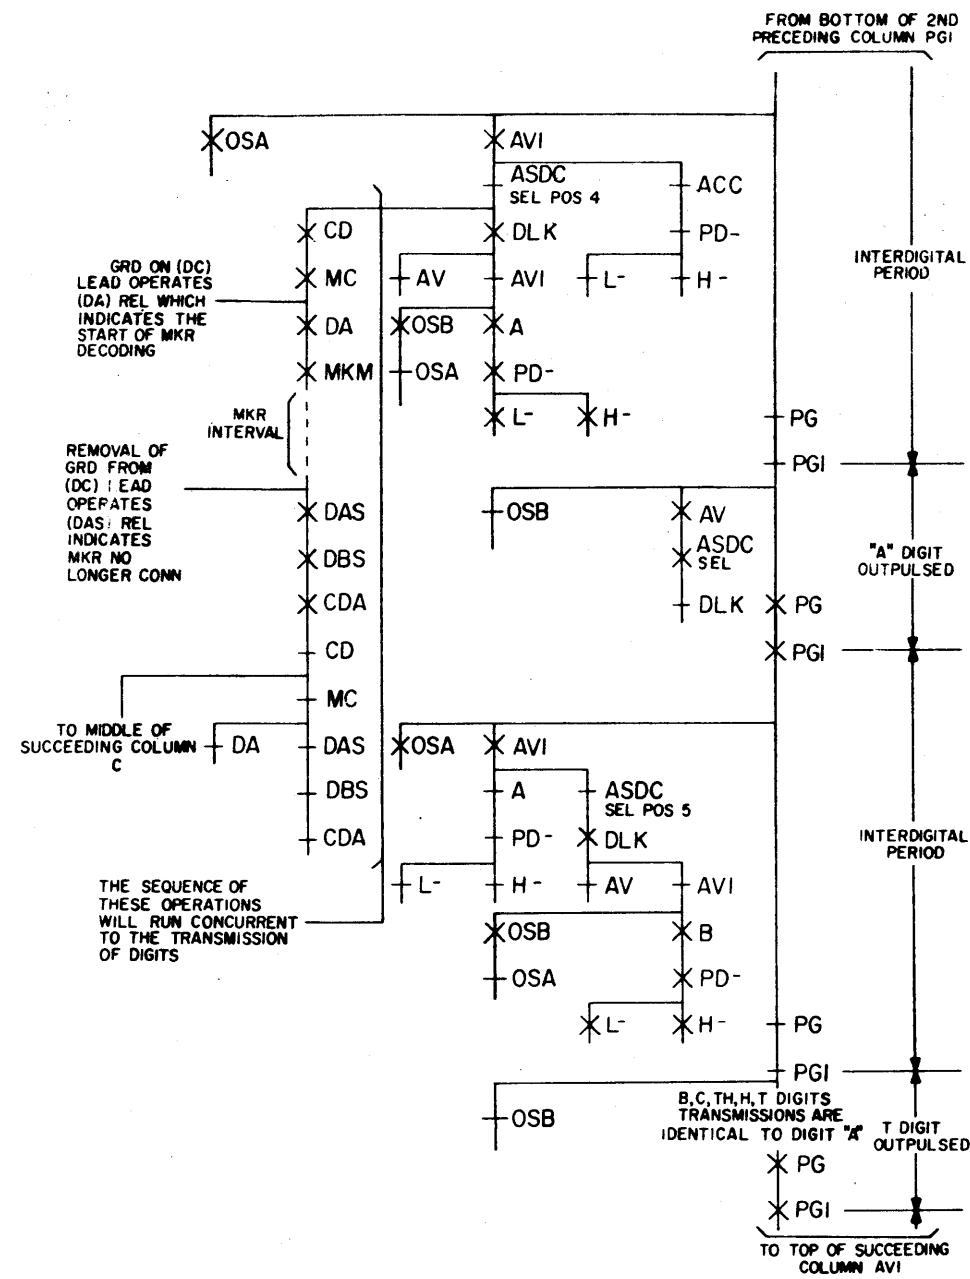 FROM BOTTOM OF 2ND
PRECEDING COLUMN PGI
OSA
AVI
ASDC
SEL POS 4
ACC
CD
DLK
PD-
GRD ON (DC)
LEAD OPERATES
(DA) REL WHICH
INDICATES THE
START OF MKR
DECODING
MC
AV
AVI
L-
H-
INTERDIGITAL
PERIOD
DA
OSB
A
MKM
OSA
PD-
MKR
INTERVAL
L-
H-
PG
PGI
REMOVAL OF
GRD FROM
(DC) LEAD
OPERATES
(DAS) REL
INDICATES
MKR NO
LONGER CONN
DAS
OSB
AV
DBS
ASDC
SEL
"A" DIGIT
OUTPULSED
CDA
DLK
PG
CD
PGI
MC
TO MIDDLE OF
SUCCEEDING COLUMN
C
DA
DAS
OSA
AVI
DBS
A
ASDC
SEL POS 5
CDA
PD-
DLK
INTERDIGITAL
PERIOD
L-
H-
AV
AVI
THE SEQUENCE OF
THESE OPERATIONS
WILL RUN CONCURRENT
TO THE TRANSMISSION
OF DIGITS
OSB
B
OSA
PD-
L-
H-
PG
PGI
OSB
B,C,TH,H,T DIGITS
TRANSMISSIONS ARE
IDENTICAL TO DIGIT "A"
T DIGIT
OUTPULSED
PG
PGI
TO TOP OF SUCCEEDING
COLUMN AVI